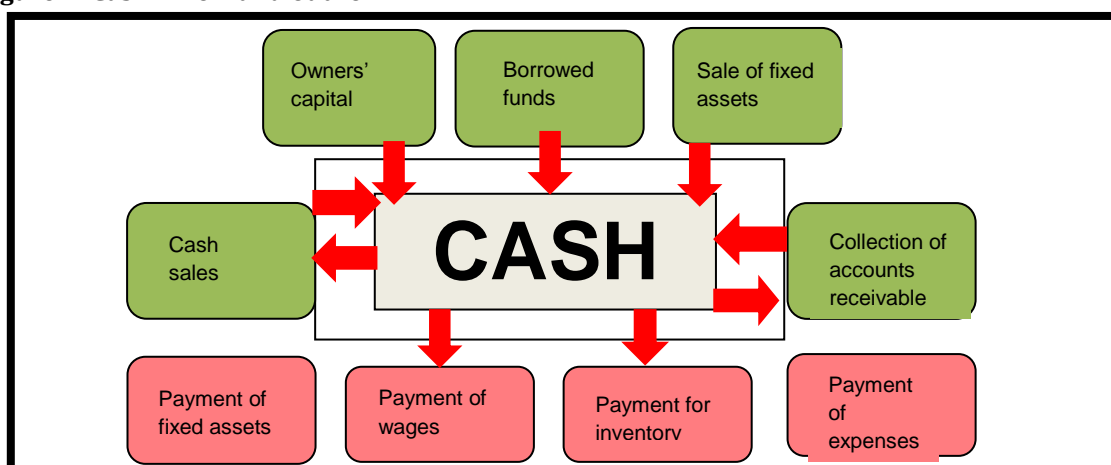 Owners’
capital
Borrowed
funds
Sale of fixed
assets
Cash
sales
CASH
Collection of
accounts
receivable
Payment of
fixed assets
Payment of
wages
Payment for
inventory
Payment
of
expenses